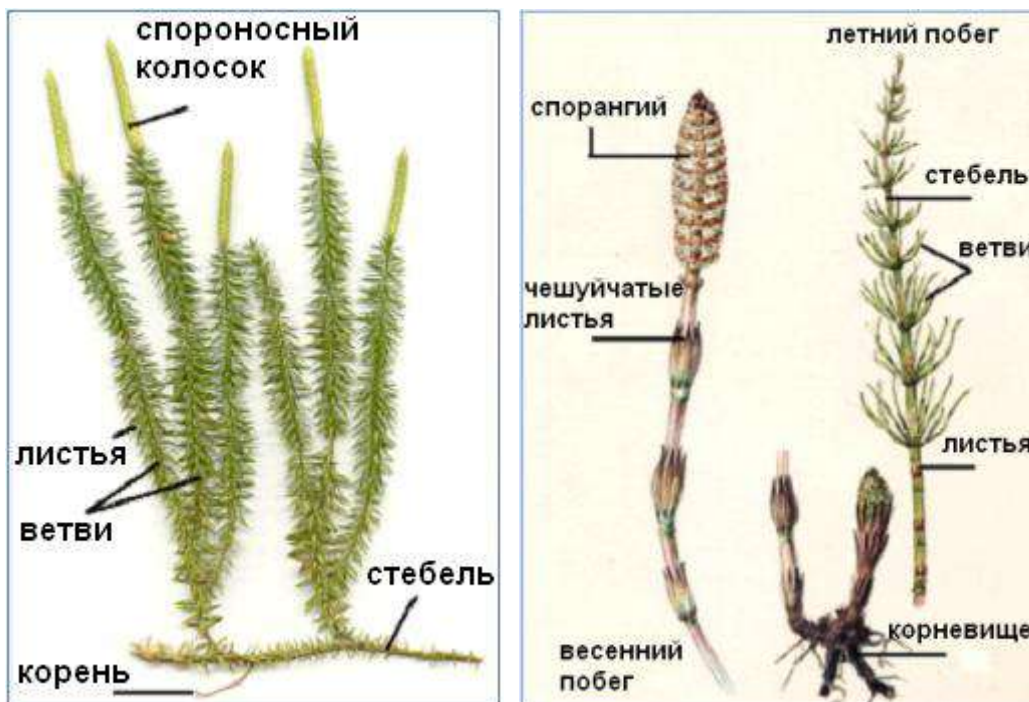 спороносный
колосок
листья
ветви
стебель
корень
летний побег
спорангий
стебель
ветви
чешуйчатые
листья
листья
корневище
весенний
побег